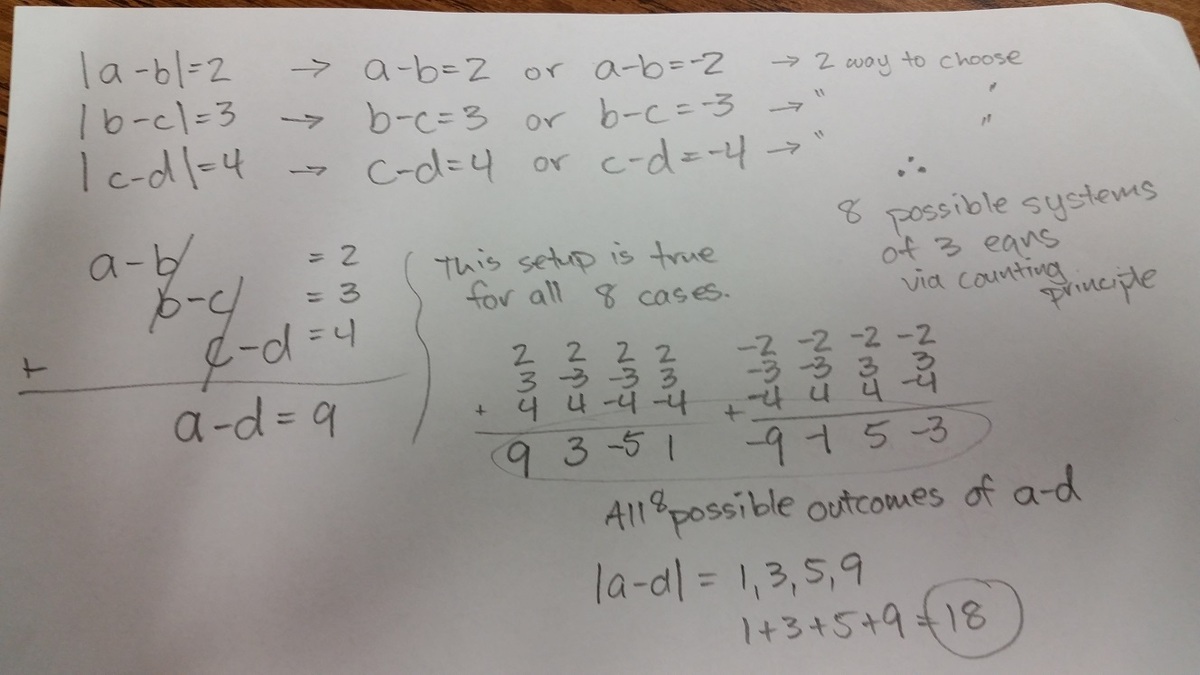 |a-b|=2 → a-b=2 or a-b=-2 → 2 way to choose
|b-c|=3 → b-c=3 or b-c=-3 → " "
|c-d|=4 → c-d=4 or c-d=-4 → " "
∴
8 possible systems
of 3 eqns
via counting
principle
a-b = 2
b-c = 3
+ c-d = 4
a-d = 9
This setup is true
for all 8 cases.
2 2 2 2 -2 -2 -2 -2
3 -3 -3 3 -3 -3 3 3
+ 4 4 -4 -4 + -4 4 4 -4
9 3 -5 1 -9 -1 5 -3
All 8 possible outcomes of a-d
|a-d| = 1,3,5,9
1+3+5+9=18